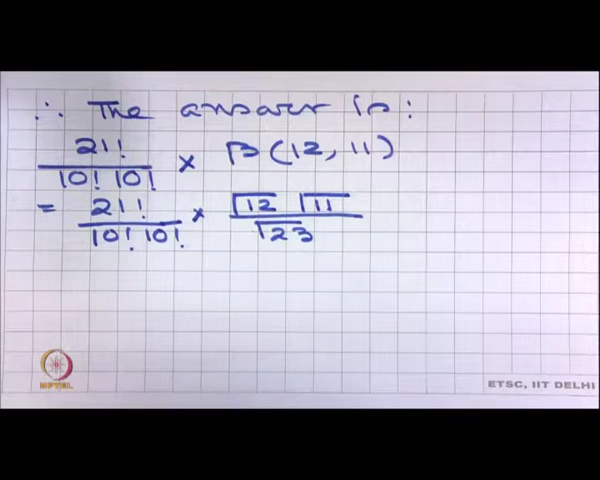 ∴ The answer is:
21! / 10! 10! × β(12, 11)
= 21! / 10! 10! × Γ12 Γ11 / Γ23
NPTEL
ETSC, IIT DELHI